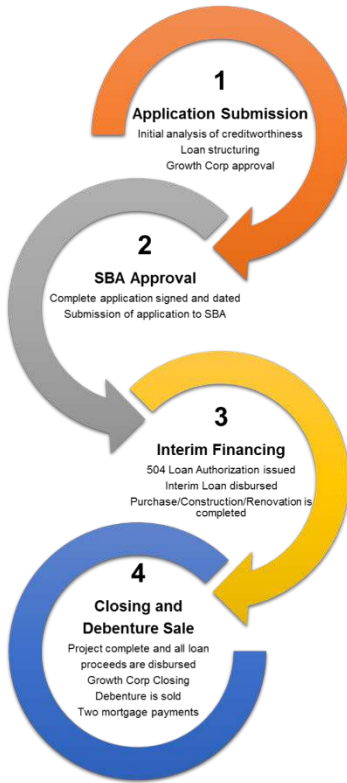 1
Application Submission
Initial analysis of creditworthiness
Loan structuring
Growth Corp approval
2
SBA Approval
Complete application signed and dated
Submission of application to SBA
3
Interim Financing
504 Loan Authorization issued
Interim Loan disbursed
Purchase/Construction/Renovation is
completed
4
Closing and
Debenture Sale
Project complete and all loan
proceeds are disbursed
Growth Corp Closing
Debenture is sold
Two mortgage payments